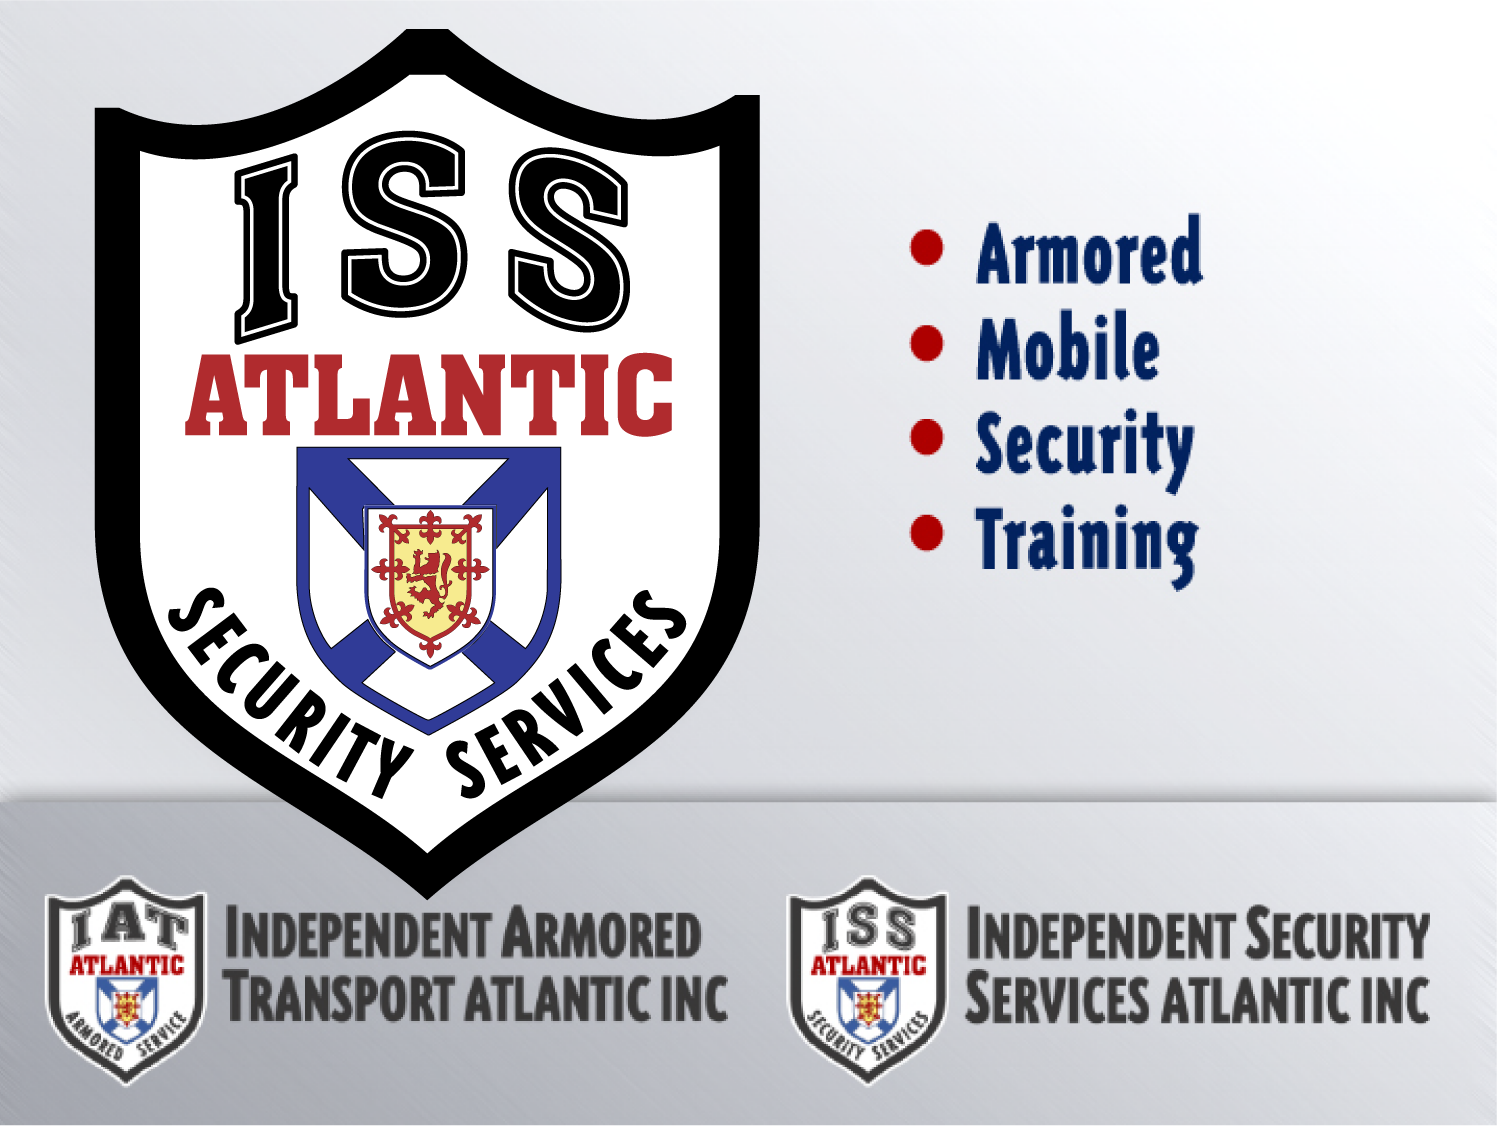 ISS
ATLANTIC
SECURITY SERVICES
• Armored
• Mobile
• Security
• Training
IAT
ATLANTIC
ARMORED SERVICE
INDEPENDENT ARMORED
TRANSPORT ATLANTIC INC
ISS
ATLANTIC
SECURITY SERVICES
INDEPENDENT SECURITY
SERVICES ATLANTIC INC